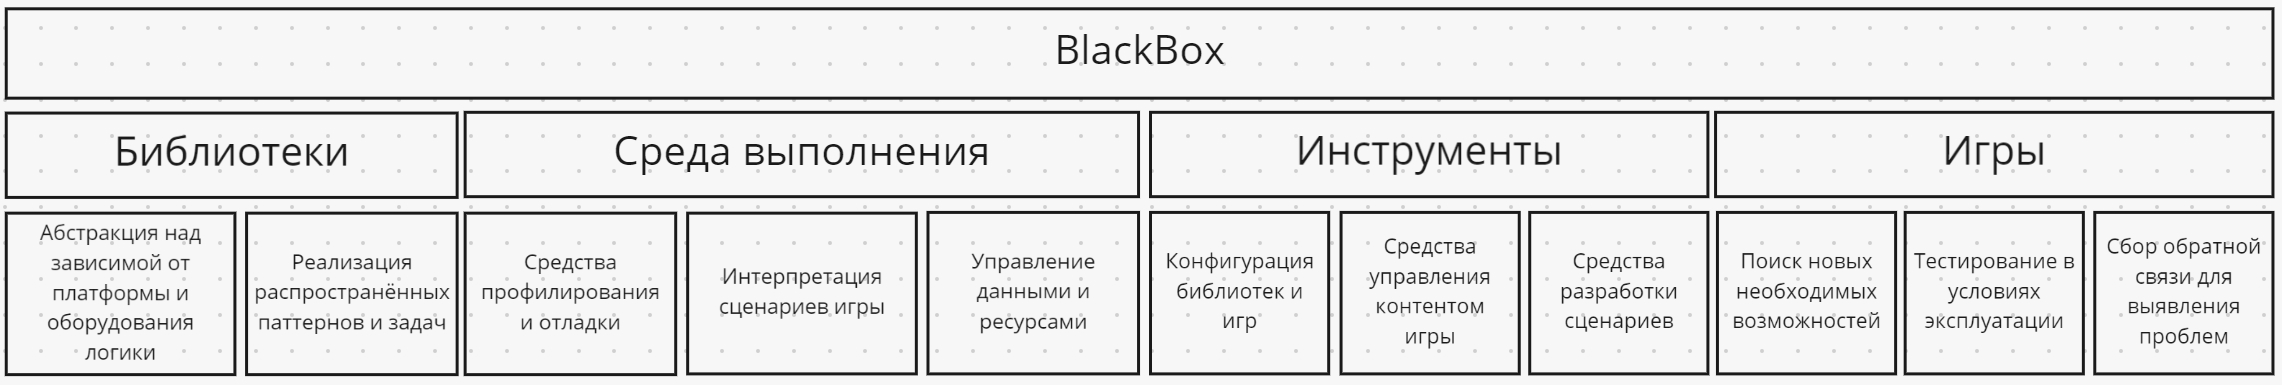 BlackBox
Библиотеки
Среда выполнения
Инструменты
Игры
Абстракция над
зависимой от
платформы и
оборудования
логики
Реализация
распространённых
паттернов и задач
Средства
профилирования
и отладки
Интерпретация
сценариев игры
Управление
данными и
ресурсами
Конфигурация
библиотек и
игр
Средства
управления
контентом
игры
Средства
разработки
сценариев
Поиск новых
необходимых
возможностей
Тестирование в
условиях
эксплуатации
Сбор обратной
связи для
выявления
проблем